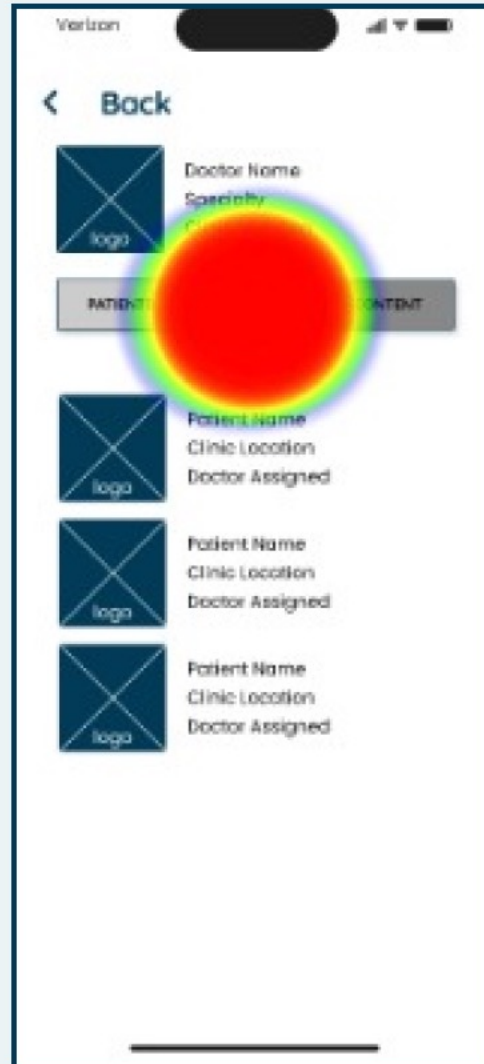 Verizon
Back
logo
Doctor Name
Specialty
CONTENT
logo
Patient Name
Clinic Location
Doctor Assigned
logo
Patient Name
Clinic Location
Doctor Assigned
logo
Patient Name
Clinic Location
Doctor Assigned